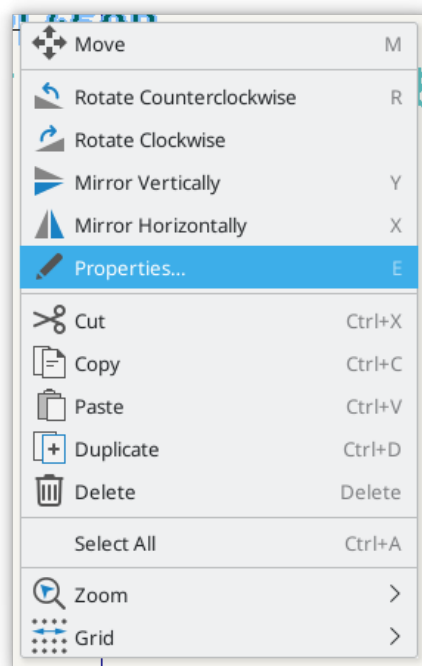 Move M
Rotate Counterclockwise R
Rotate Clockwise
Mirror Vertically Y
Mirror Horizontally X
Properties... E
Cut Ctrl+X
Copy Ctrl+C
Paste Ctrl+V
Duplicate Ctrl+D
Delete Delete
Select All Ctrl+A
Zoom
Grid